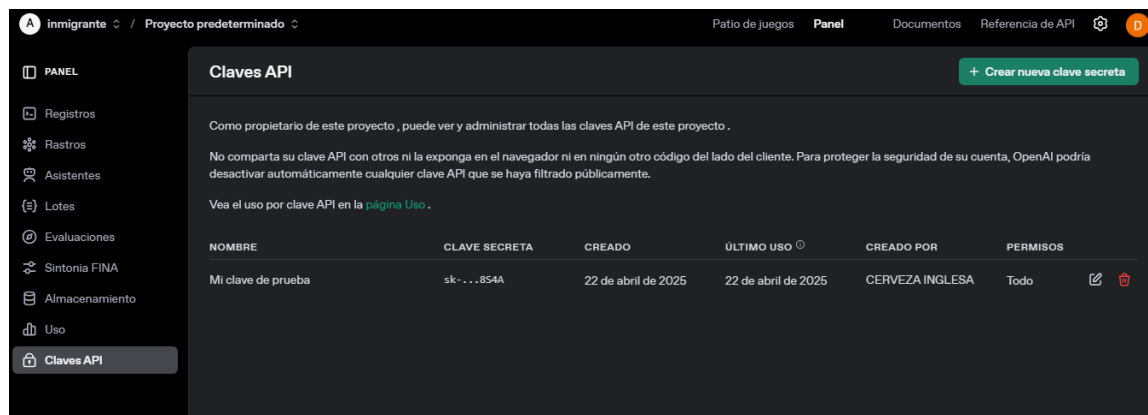 A inmigrante / Proyecto predeterminado
Patio de juegos Panel Documentos Referencia de API D
PANEL
Registros
Rastros
Asistentes
Lotes
Evaluaciones
Sintonia FINA
Almacenamiento
Uso
Claves API
Claves API
+ Crear nueva clave secreta
Como propietario de este proyecto , puede ver y administrar todas las claves API de este proyecto .
No comparta su clave API con otros ni la exponga en el navegador ni en ningún otro código del lado del cliente. Para proteger la seguridad de su cuenta, OpenAI podría
desactivar automáticamente cualquier clave API que se haya filtrado públicamente.
Vea el uso por clave API en la página Uso .
NOMBRE CLAVE SECRETA CREADO ÚLTIMO USO CREADO POR PERMISOS
Mi clave de prueba sk-...8S4A 22 de abril de 2025 22 de abril de 2025 CERVEZA INGLESA Todo